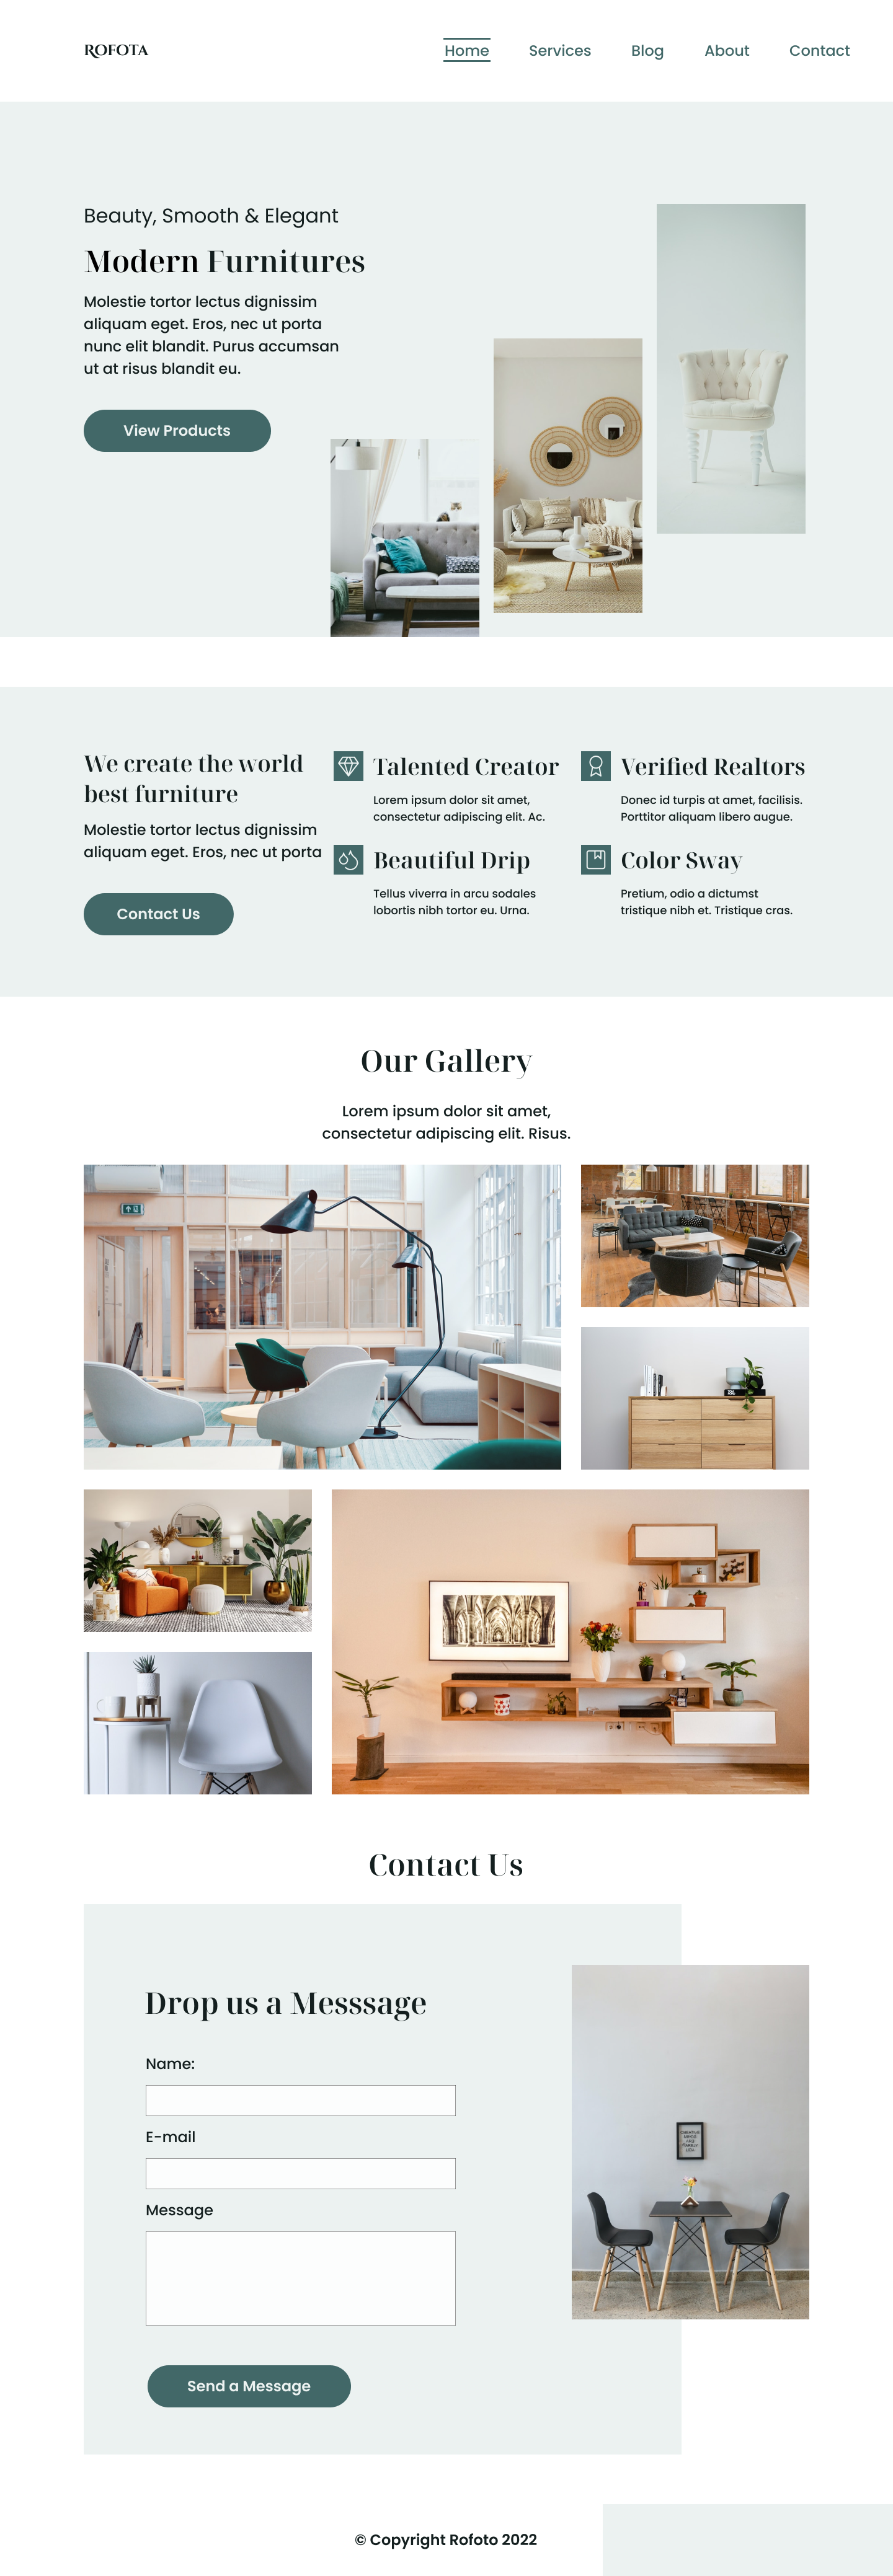 ROFOTA
Home
Services
Blog
About
Contact
Beauty, Smooth & Elegant
Modern Furnitures
Molestie tortor lectus dignissim
aliquam eget. Eros, nec ut porta
nunc elit blandit. Purus accumsan
ut at risus blandit eu.
View Products
We create the world
best furniture
Molestie tortor lectus dignissim
aliquam eget. Eros, nec ut porta
Contact Us
Talented Creator
Lorem ipsum dolor sit amet,
consectetur adipiscing elit. Ac.
Verified Realtors
Donec id turpis at amet, facilisis.
Porttitor aliquam libero augue.
Beautiful Drip
Tellus viverra in arcu sodales
lobortis nibh tortor eu. Urna.
Color Sway
Pretium, odio a dictumst
tristique nibh et. Tristique cras.
Our Gallery
Lorem ipsum dolor sit amet,
consectetur adipiscing elit. Risus.
Contact Us
Drop us a Messsage
Name:
E-mail
Message
Send a Message
© Copyright Rofoto 2022